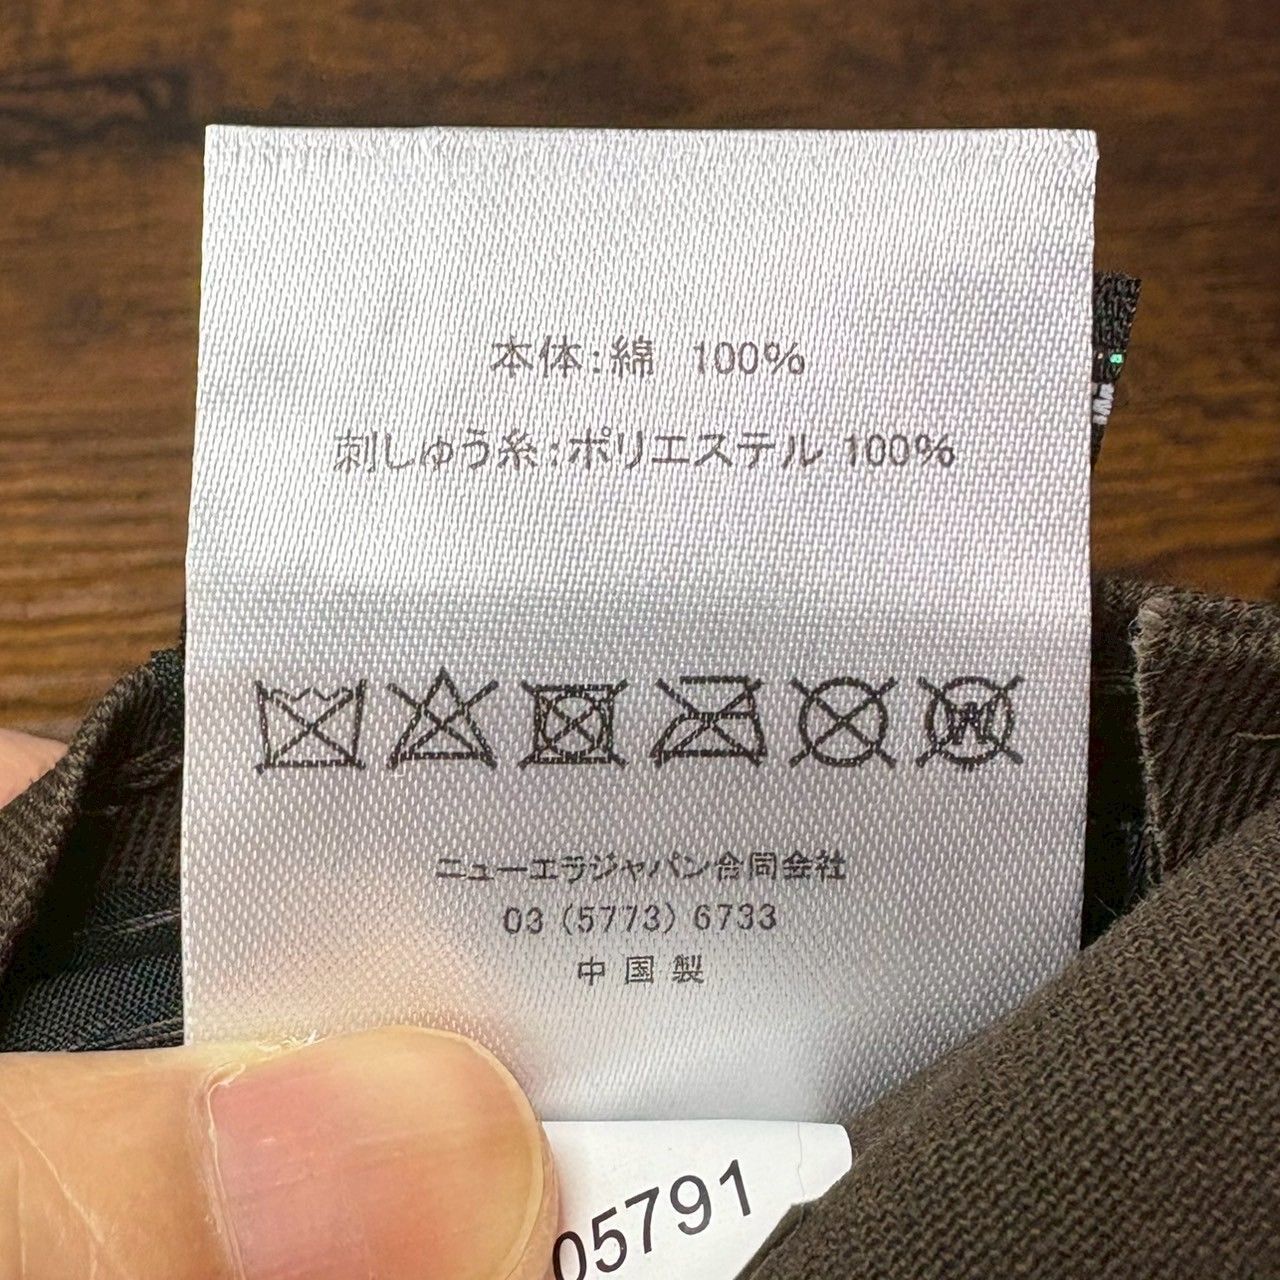 本体:綿 100%
刺しゅう糸:ポリエステル 100%
W
ニューエラジャパン合同会社
03(5773)6733
中国製
05791